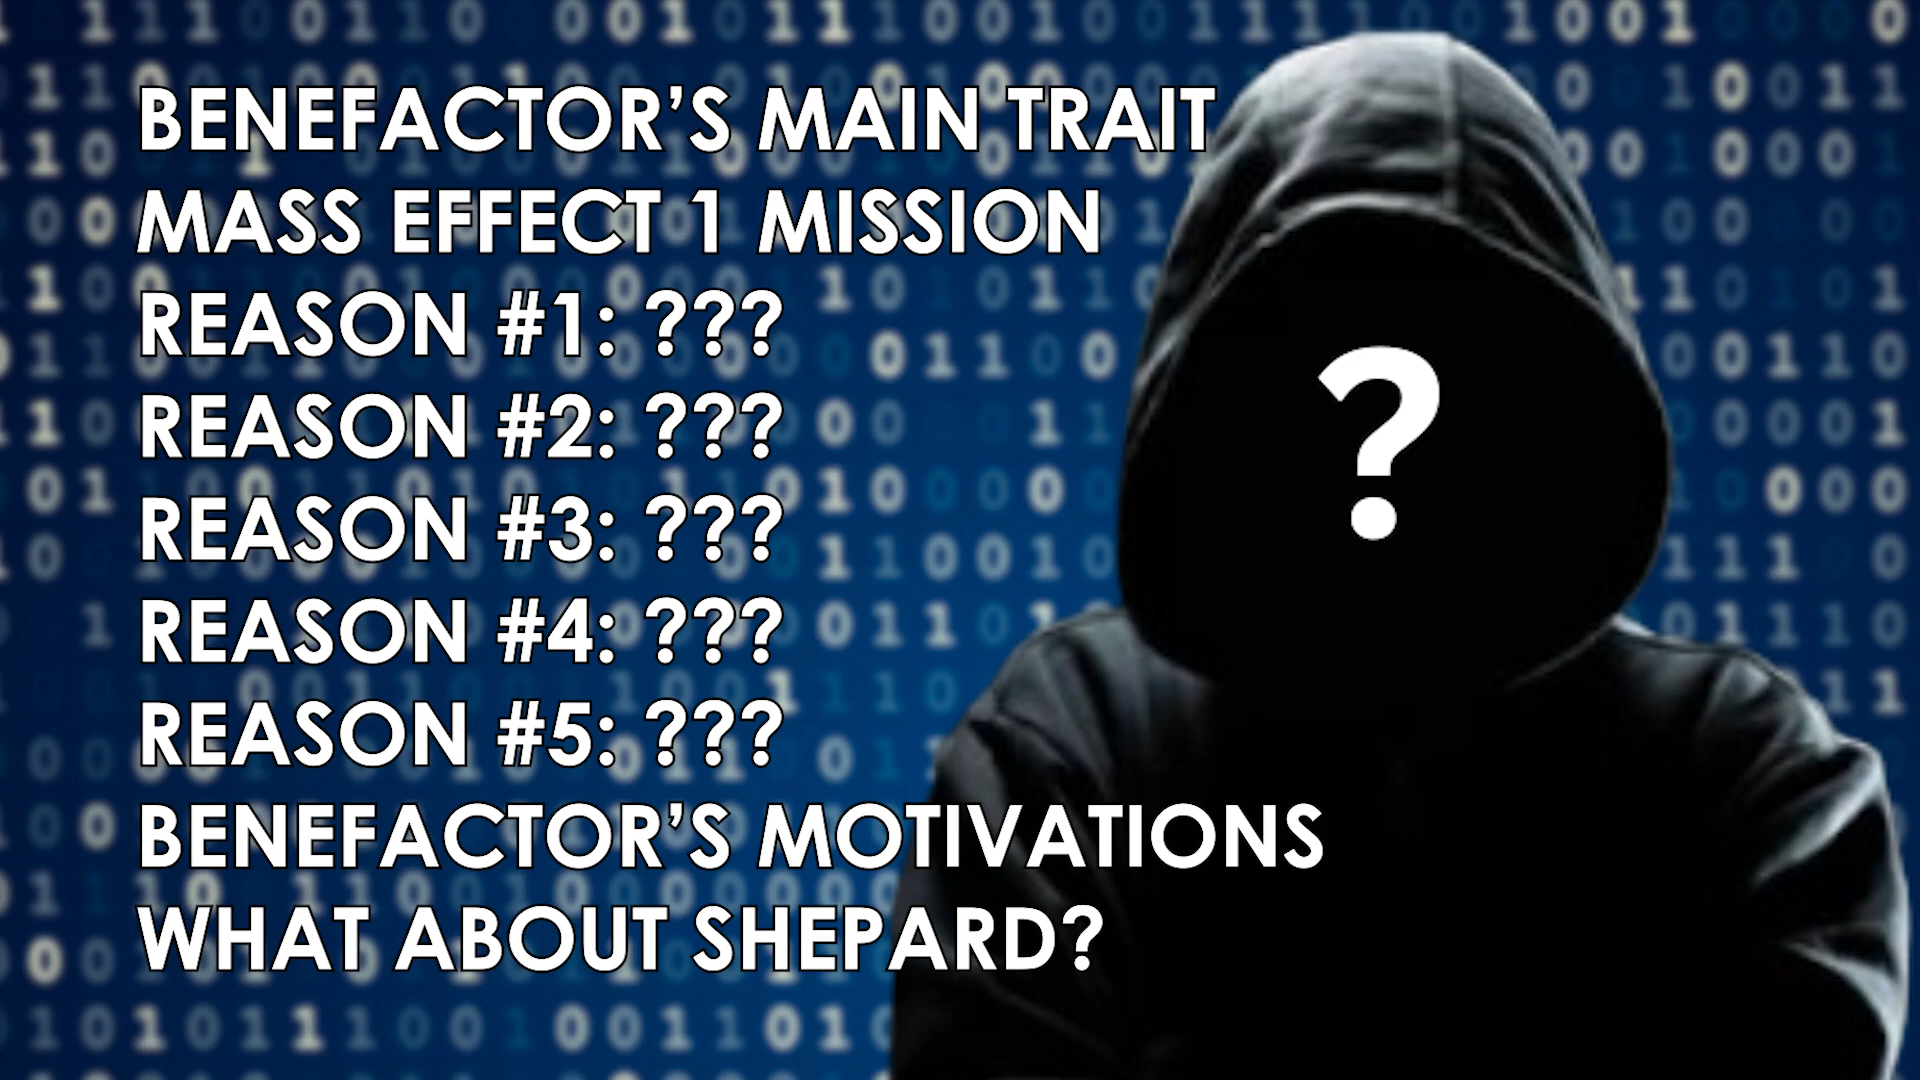 BENEFACTOR’S MAIN TRAIT
MASS EFFECT 1 MISSION
REASON #1: ???
REASON #2: ???
REASON #3: ???
REASON #4: ???
REASON #5: ???
BENEFACTOR’S MOTIVATIONS
WHAT ABOUT SHEPARD?
?